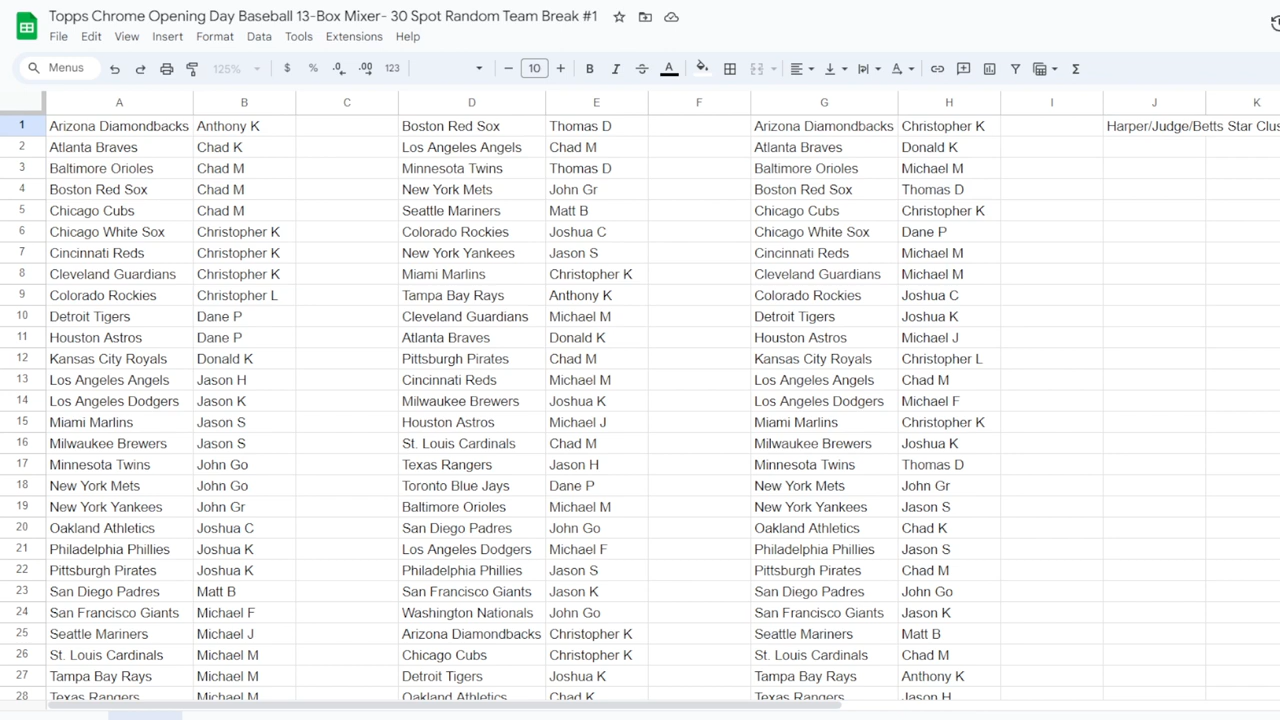 Topps Chrome Opening Day Baseball 13-Box Mixer- 30 Spot Random Team Break #1
File Edit View Insert Format Data Tools Extensions Help
Menus 125% $ % .0 .00 123 10 B I A A Σ
A B C D E F G H I J K
1 Arizona Diamondbacks Anthony K Boston Red Sox Thomas D Arizona Diamondbacks Christopher K Harper/Judge/Betts Star Clus
2 Atlanta Braves Chad K Los Angeles Angels Chad M Atlanta Braves Donald K
3 Baltimore Orioles Chad M Minnesota Twins Thomas D Baltimore Orioles Michael M
4 Boston Red Sox Chad M New York Mets John Gr Boston Red Sox Thomas D
5 Chicago Cubs Chad M Seattle Mariners Matt B Chicago Cubs Christopher K
6 Chicago White Sox Christopher K Colorado Rockies Joshua C Chicago White Sox Dane P
7 Cincinnati Reds Christopher K New York Yankees Jason S Cincinnati Reds Michael M
8 Cleveland Guardians Christopher K Miami Marlins Christopher K Cleveland Guardians Michael M
9 Colorado Rockies Christopher L Tampa Bay Rays Anthony K Colorado Rockies Joshua C
10 Detroit Tigers Dane P Cleveland Guardians Michael M Detroit Tigers Joshua K
11 Houston Astros Dane P Atlanta Braves Donald K Houston Astros Michael J
12 Kansas City Royals Donald K Pittsburgh Pirates Chad M Kansas City Royals Christopher L
13 Los Angeles Angels Jason H Cincinnati Reds Michael M Los Angeles Angels Chad M
14 Los Angeles Dodgers Jason K Milwaukee Brewers Joshua K Los Angeles Dodgers Michael F
15 Miami Marlins Jason S Houston Astros Michael J Miami Marlins Christopher K
16 Milwaukee Brewers Jason S St. Louis Cardinals Chad M Milwaukee Brewers Joshua K
17 Minnesota Twins John Go Texas Rangers Jason H Minnesota Twins Thomas D
18 New York Mets John Go Toronto Blue Jays Dane P New York Mets John Gr
19 New York Yankees John Gr Baltimore Orioles Michael M New York Yankees Jason S
20 Oakland Athletics Joshua C San Diego Padres John Go Oakland Athletics Chad K
21 Philadelphia Phillies Joshua K Los Angeles Dodgers Michael F Philadelphia Phillies Jason S
22 Pittsburgh Pirates Joshua K Philadelphia Phillies Jason S Pittsburgh Pirates Chad M
23 San Diego Padres Matt B San Francisco Giants Jason K San Diego Padres John Go
24 San Francisco Giants Michael F Washington Nationals John Go San Francisco Giants Jason K
25 Seattle Mariners Michael J Arizona Diamondbacks Christopher K Seattle Mariners Matt B
26 St. Louis Cardinals Michael M Chicago Cubs Christopher K St. Louis Cardinals Chad M
27 Tampa Bay Rays Michael M Detroit Tigers Joshua K Tampa Bay Rays Anthony K
28 Texas Rangers Michael M Oakland Athletics Chad K Texas Rangers Jason H